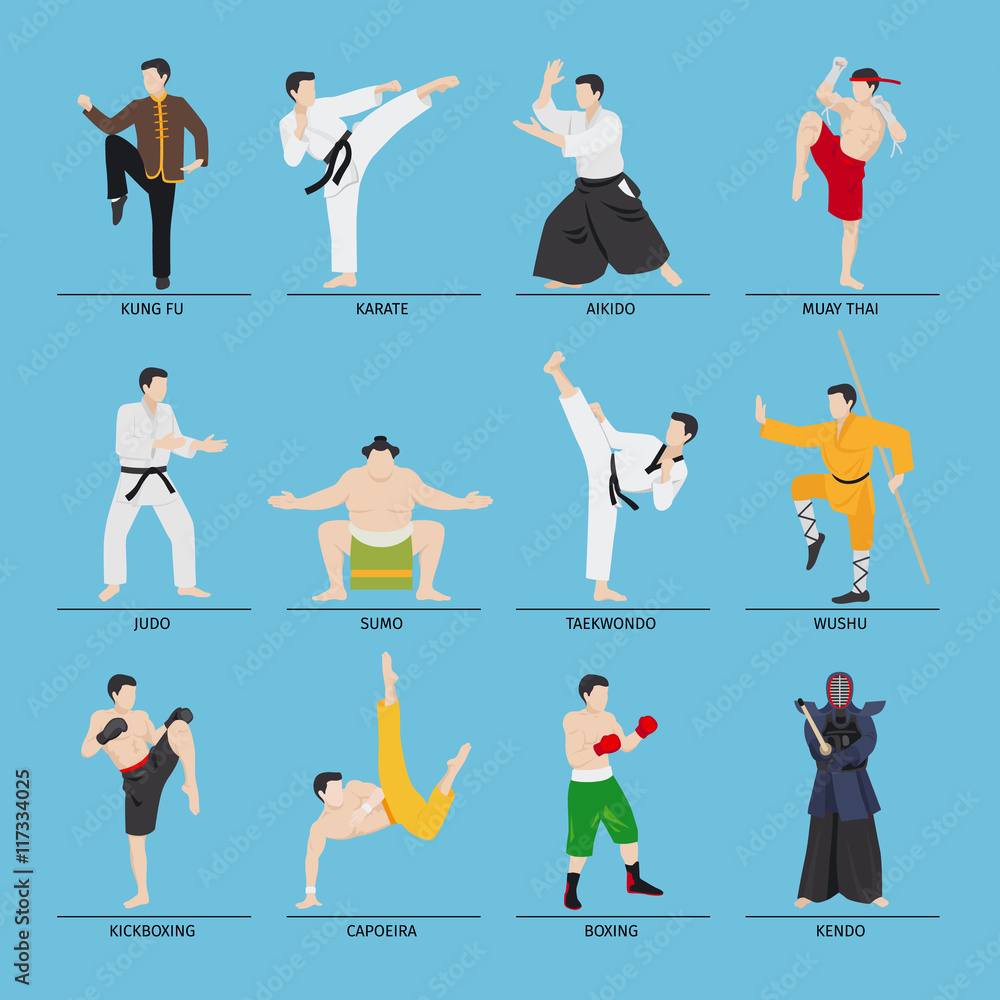 KUNG FU
KARATE
AIKIDO
MUAY THAI
JUDO
SUMO
TAEKWONDO
WUSHU
KICKBOXING
CAPOEIRA
BOXING
KENDO
Adobe Stock | #117334025